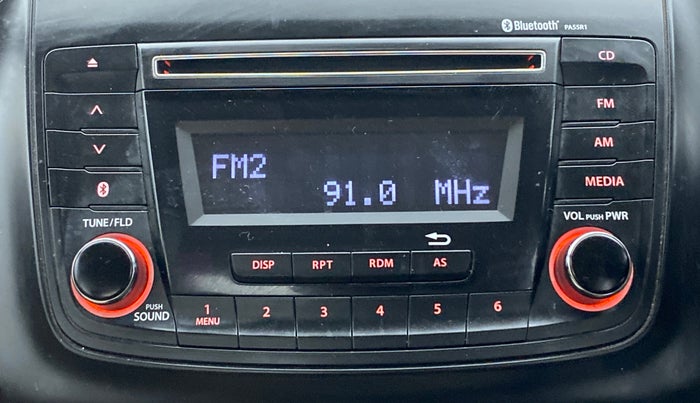 Bluetooth® PA5SR1
CD
FM
AM
MEDIA
FM2
91.0 MHz
TUNE/FLD
VOL PUSH PWR
DISP RPT RDM AS
PUSH
SOUND
1 2 3 4 5 6
MENU